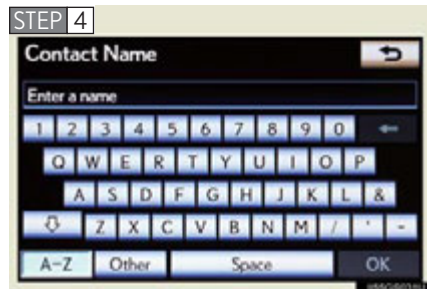 STEP 4
Contact Name
Enter a name
1 2 3 4 5 6 7 8 9 0 ←
Q W E R T Y U I O P
A S D F G H J K L &
Z X C V B N M / ' -
A-Z Other Space OK